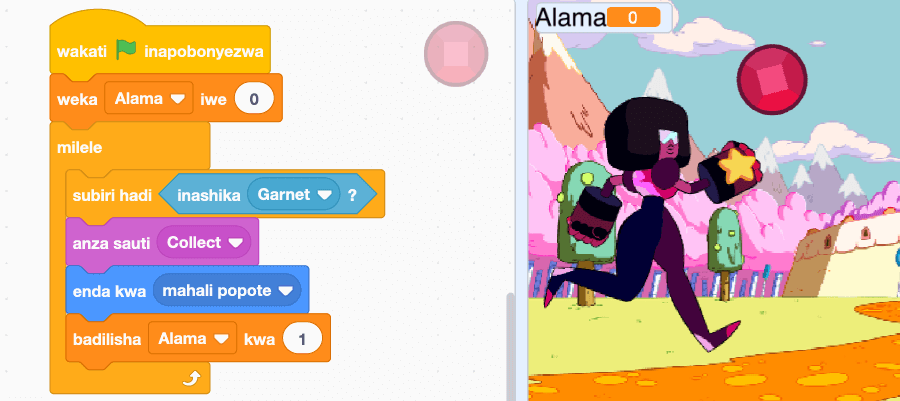 wakati inapobonyezwa
weka Alama iwe 0
milele
subiri hadi inashika Garnet ?
anza sauti Collect
enda kwa mahali popote
badilisha Alama kwa 1
Alama 0